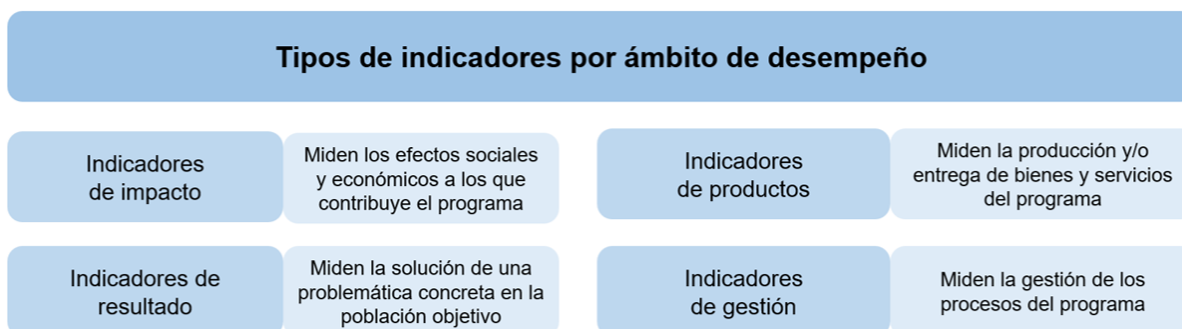 Tipos de indicadores por ámbito de desempeño
Indicadores
de impacto
Miden los efectos sociales
y económicos a los que
contribuye el programa
Indicadores
de productos
Miden la producción y/o
entrega de bienes y servicios
del programa
Indicadores de
resultado
Miden la solución de una
problemática concreta en la
población objetivo
Indicadores
de gestión
Miden la gestión de los
procesos del programa